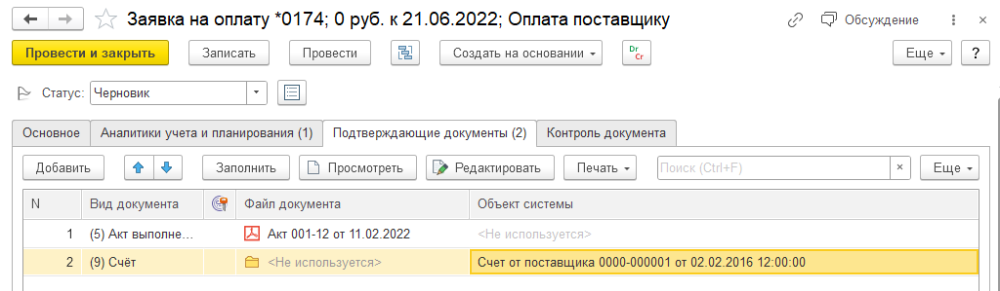 Заявка на оплату *0174; 0 руб. к 21.06.2022; Оплата поставщику
Обсуждение
Провести и закрыть Записать Провести Создать на основании Dr Cr Еще ?
Статус: Черновик
Основное Аналитики учета и планирования (1) Подтверждающие документы (2) Контроль документа
Добавить Заполнить Просмотреть Редактировать Печать Поиск (Ctrl+F) × Еще
N Вид документа Файл документа Объект системы
1 (5) Акт выполне... Акт 001-12 от 11.02.2022 <Не используется>
2 (9) Счёт <Не используется> Счет от поставщика 0000-000001 от 02.02.2016 12:00:00